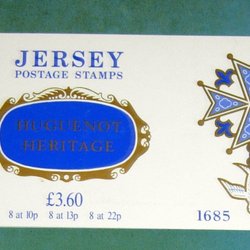 JERSEY
POSTAGE STAMPS
HUGUENOT
HERITAGE
£3.60
8 at 10p 8 at 13p 8 at 22p
1685